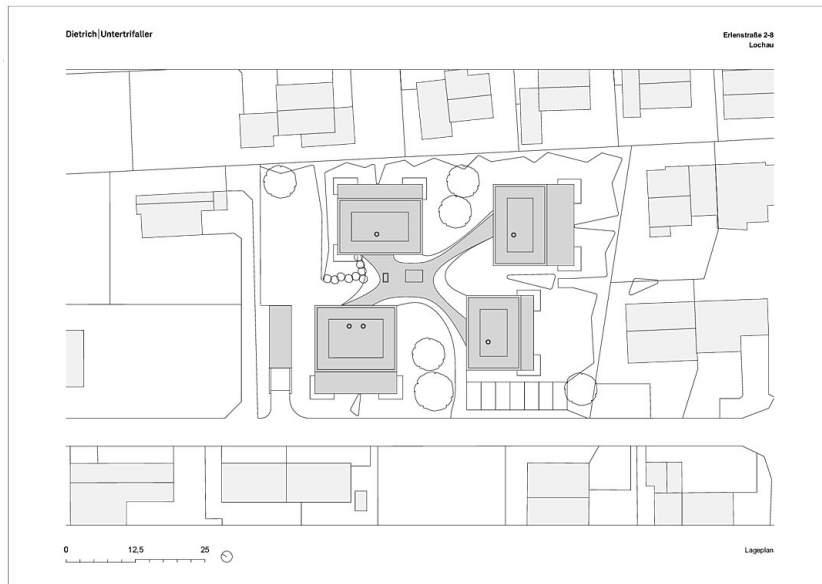 Dietrich|Untertrifaller
Erlenstraße 2-8
Lochau
0 12,5 25
Lageplan